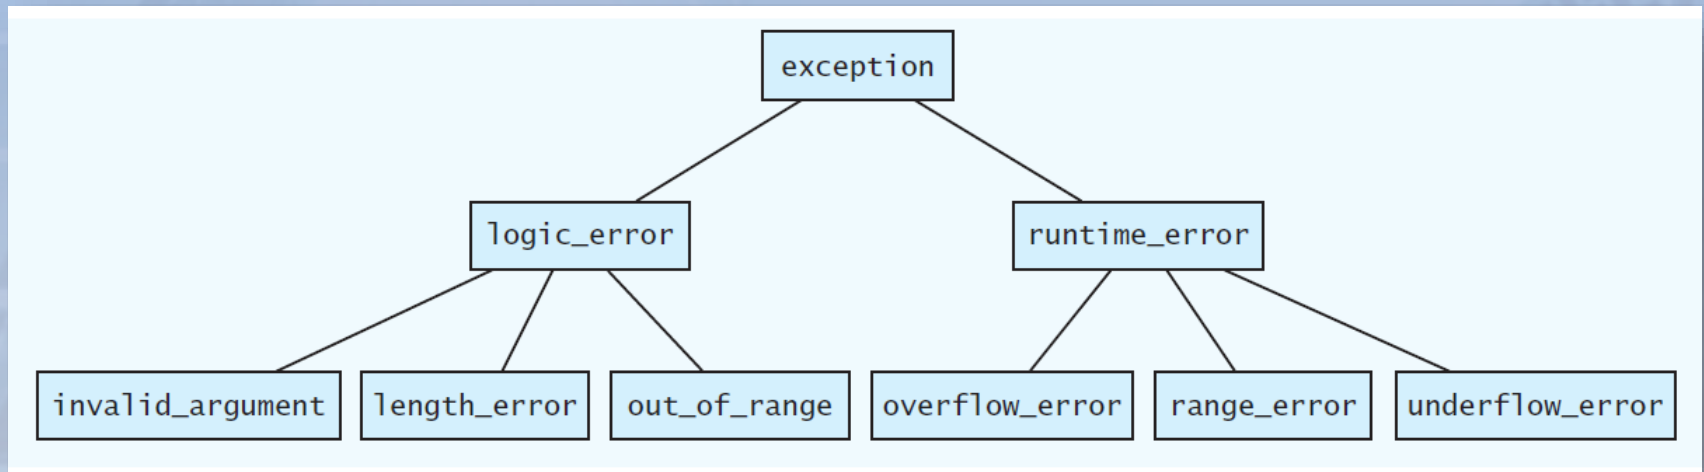 exception
logic_error runtime_error
invalid_argument length_error out_of_range overflow_error range_error underflow_error